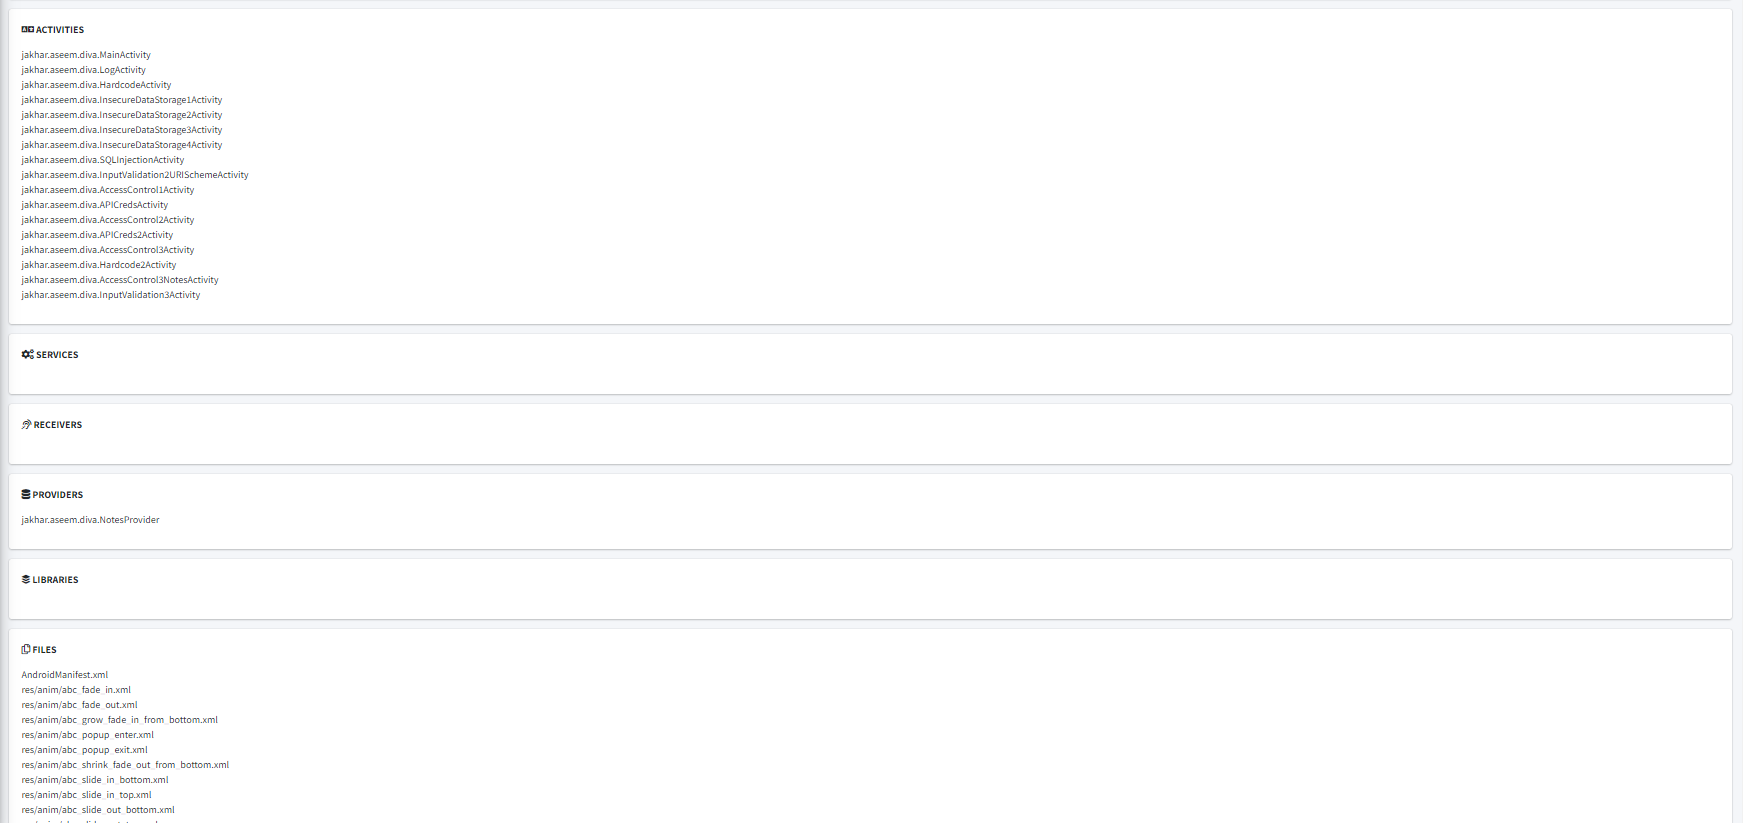 ACTIVITIES
jakhar.aseem.diva.MainActivity
jakhar.aseem.diva.LogActivity
jakhar.aseem.diva.HardcodeActivity
jakhar.aseem.diva.InsecureDataStorage1Activity
jakhar.aseem.diva.InsecureDataStorage2Activity
jakhar.aseem.diva.InsecureDataStorage3Activity
jakhar.aseem.diva.InsecureDataStorage4Activity
jakhar.aseem.diva.SQLInjectionActivity
jakhar.aseem.diva.InputValidation2URISchemeActivity
jakhar.aseem.diva.AccessControl1Activity
jakhar.aseem.diva.APICredsActivity
jakhar.aseem.diva.AccessControl2Activity
jakhar.aseem.diva.APICreds2Activity
jakhar.aseem.diva.AccessControl3Activity
jakhar.aseem.diva.Hardcode2Activity
jakhar.aseem.diva.AccessControl3NotesActivity
jakhar.aseem.diva.InputValidation3Activity
SERVICES
RECEIVERS
PROVIDERS
jakhar.aseem.diva.NotesProvider
LIBRARIES
FILES
AndroidManifest.xml
res/anim/abc_fade_in.xml
res/anim/abc_fade_out.xml
res/anim/abc_grow_fade_in_from_bottom.xml
res/anim/abc_popup_enter.xml
res/anim/abc_popup_exit.xml
res/anim/abc_shrink_fade_out_from_bottom.xml
res/anim/abc_slide_in_bottom.xml
res/anim/abc_slide_in_top.xml
res/anim/abc_slide_out_bottom.xml